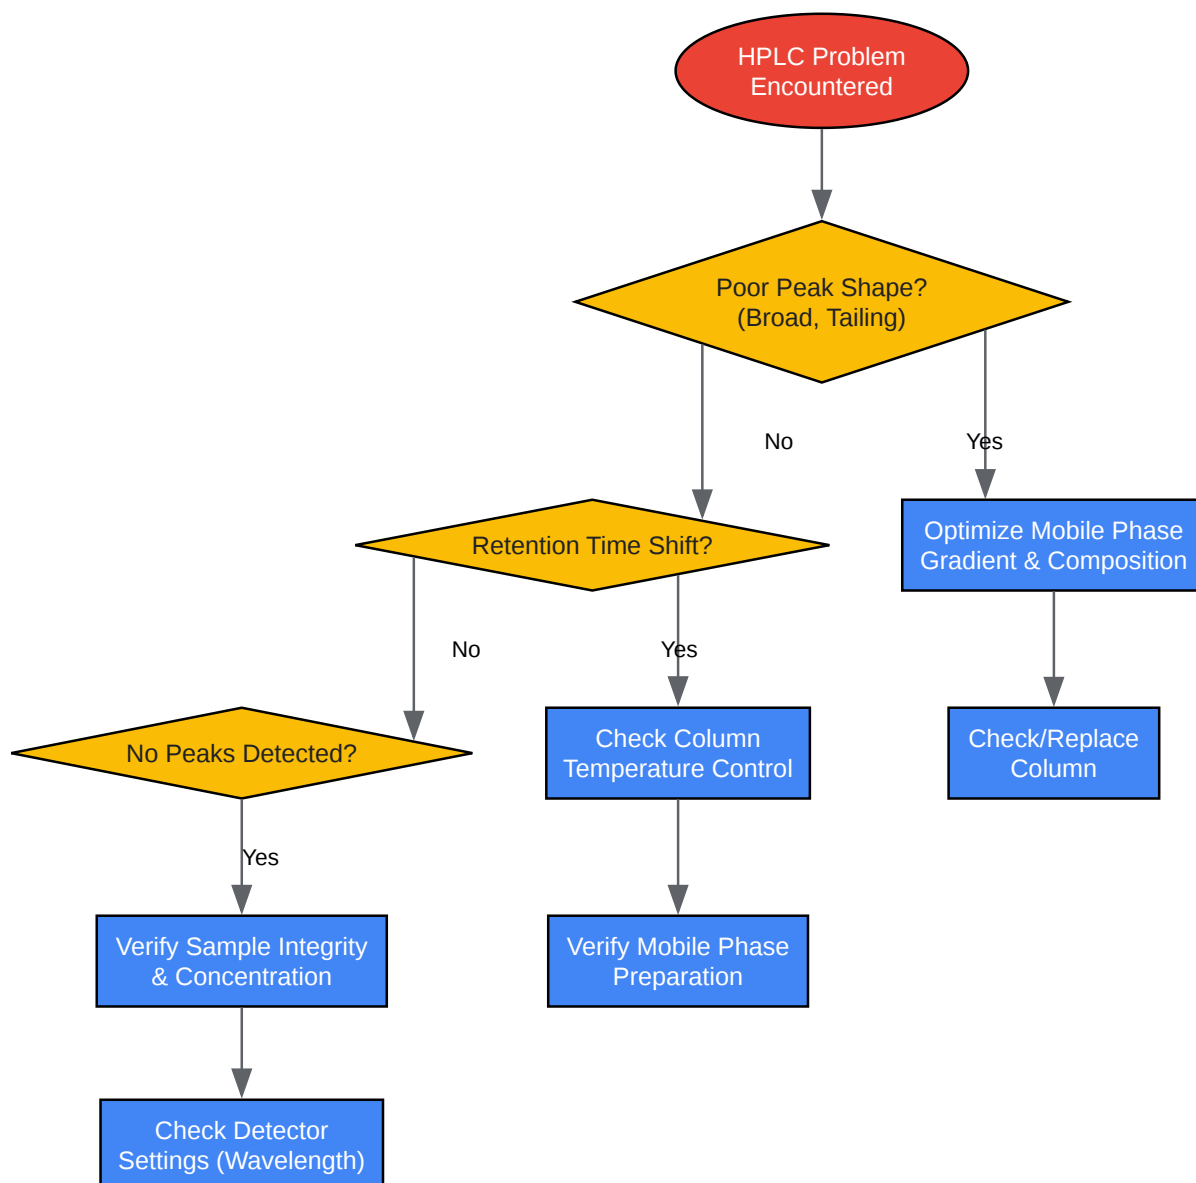 HPLC Problem
Encountered
Poor Peak Shape?
(Broad, Tailing)
No
Yes
Retention Time Shift?
Optimize Mobile Phase
Gradient & Composition
No
Yes
No Peaks Detected?
Check Column
Temperature Control
Check/Replace
Column
Yes
Verify Sample Integrity
& Concentration
Verify Mobile Phase
Preparation
Check Detector
Settings (Wavelength)